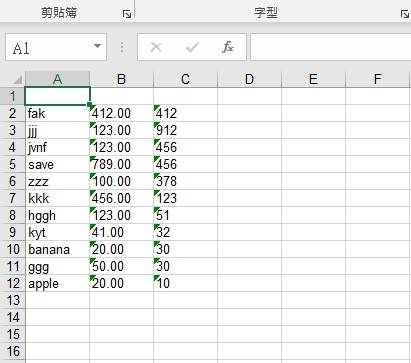 剪貼簿 字型
A1 fx
A B C D E F
1
2 fak 412.00 412
3 jjj 123.00 912
4 jvnf 123.00 456
5 save 789.00 456
6 zzz 100.00 378
7 kkk 456.00 123
8 hggh 123.00 51
9 kyt 41.00 32
10 banana 20.00 30
11 ggg 50.00 30
12 apple 20.00 10
13
14
15
16